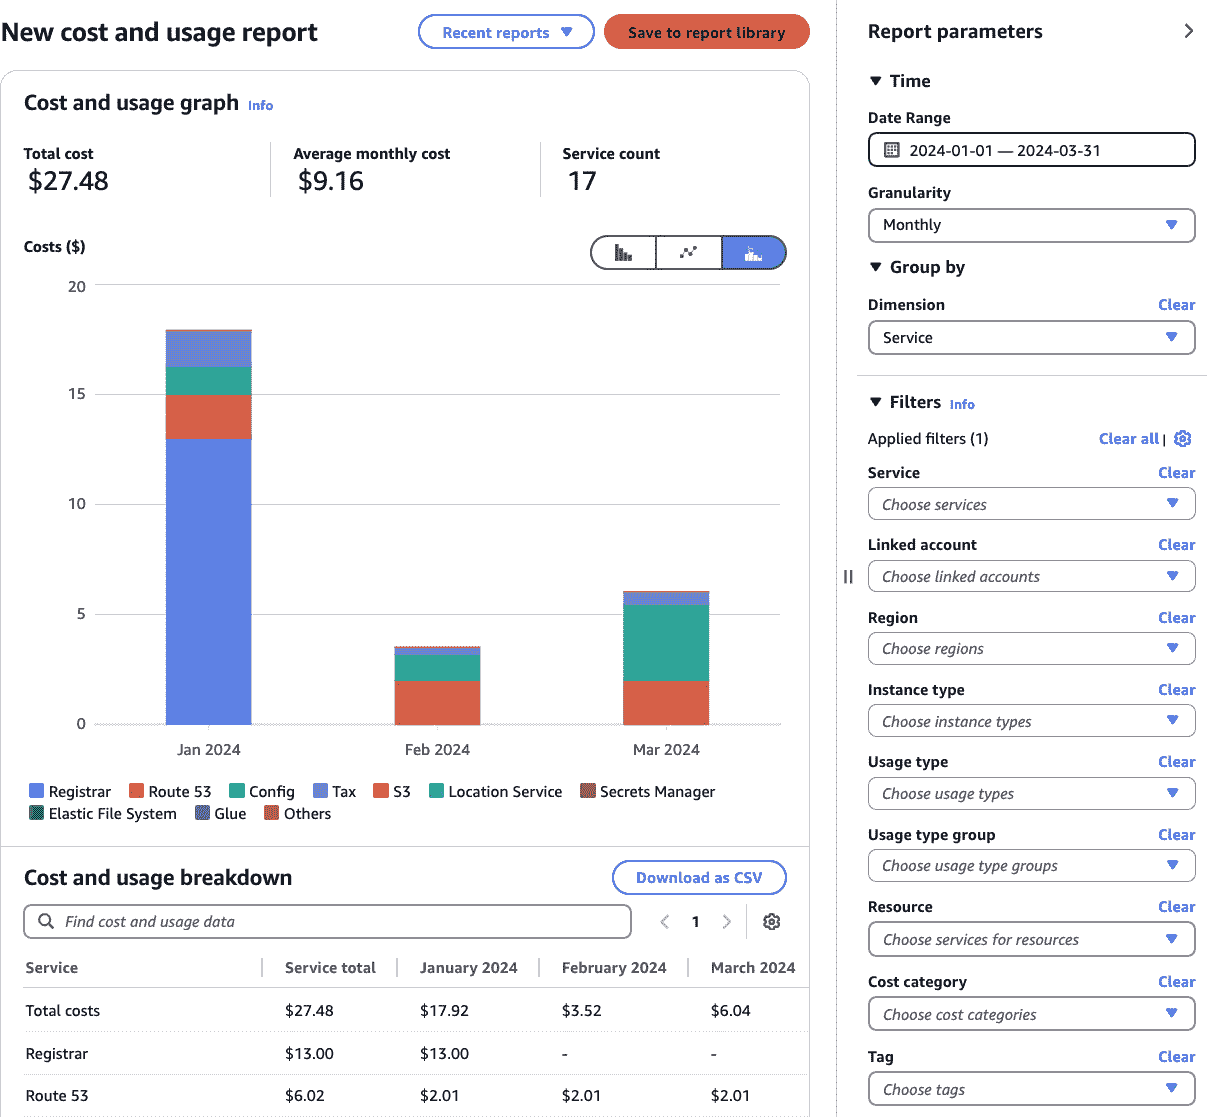 New cost and usage report
Recent reports
Save to report library
Cost and usage graph Info
Total cost
$27.48
Average monthly cost
$9.16
Service count
17
Costs ($)
20
15
10
5
0
Jan 2024
Feb 2024
Mar 2024
Registrar Route 53 Config Tax S3 Location Service Secrets Manager
Elastic File System Glue Others
Cost and usage breakdown
Download as CSV
Find cost and usage data
1
Service Service total January 2024 February 2024 March 2024
Total costs $27.48 $17.92 $3.52 $6.04
Registrar $13.00 $13.00 - -
Route 53 $6.02 $2.01 $2.01 $2.01
Report parameters
Time
Date Range
2024-01-01 — 2024-03-31
Granularity
Monthly
Group by
Dimension Clear
Service
Filters Info
Applied filters (1) Clear all |
Service Clear
Choose services
Linked account Clear
Choose linked accounts
Region Clear
Choose regions
Instance type Clear
Choose instance types
Usage type Clear
Choose usage types
Usage type group Clear
Choose usage type groups
Resource Clear
Choose services for resources
Cost category Clear
Choose cost categories
Tag Clear
Choose tags